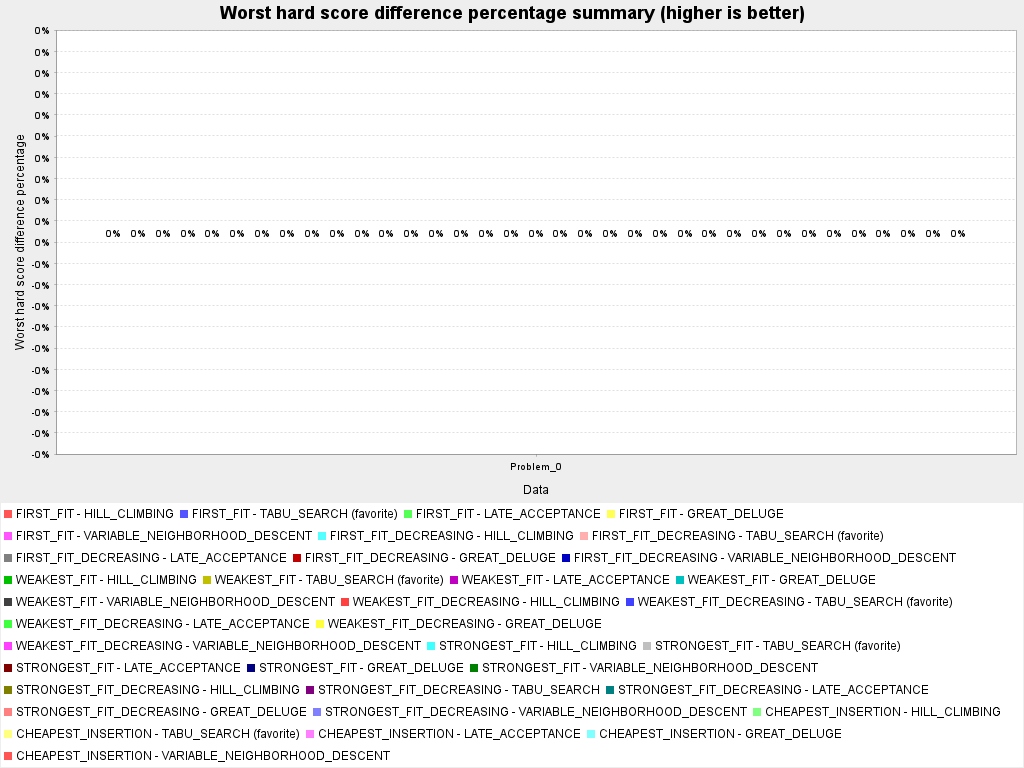 Worst hard score difference percentage summary (higher is better)
0%
0%
0%
0%
0%
0%
0%
0%
0%
0%
0%
-0%
-0%
-0%
-0%
-0%
-0%
-0%
-0%
-0%
-0%
Worst hard score difference percentage
0% 0% 0% 0% 0% 0% 0% 0% 0% 0% 0% 0% 0% 0% 0% 0% 0% 0% 0% 0% 0% 0% 0% 0% 0% 0% 0% 0% 0% 0% 0% 0% 0% 0% 0%
Problem_0
Data
FIRST_FIT - HILL_CLIMBING FIRST_FIT - TABU_SEARCH (favorite) FIRST_FIT - LATE_ACCEPTANCE FIRST_FIT - GREAT_DELUGE
FIRST_FIT - VARIABLE_NEIGHBORHOOD_DESCENT FIRST_FIT_DECREASING - HILL_CLIMBING FIRST_FIT_DECREASING - TABU_SEARCH (favorite)
FIRST_FIT_DECREASING - LATE_ACCEPTANCE FIRST_FIT_DECREASING - GREAT_DELUGE FIRST_FIT_DECREASING - VARIABLE_NEIGHBORHOOD_DESCENT
WEAKEST_FIT - HILL_CLIMBING WEAKEST_FIT - TABU_SEARCH (favorite) WEAKEST_FIT - LATE_ACCEPTANCE WEAKEST_FIT - GREAT_DELUGE
WEAKEST_FIT - VARIABLE_NEIGHBORHOOD_DESCENT WEAKEST_FIT_DECREASING - HILL_CLIMBING WEAKEST_FIT_DECREASING - TABU_SEARCH (favorite)
WEAKEST_FIT_DECREASING - LATE_ACCEPTANCE WEAKEST_FIT_DECREASING - GREAT_DELUGE
WEAKEST_FIT_DECREASING - VARIABLE_NEIGHBORHOOD_DESCENT STRONGEST_FIT - HILL_CLIMBING STRONGEST_FIT - TABU_SEARCH (favorite)
STRONGEST_FIT - LATE_ACCEPTANCE STRONGEST_FIT - GREAT_DELUGE STRONGEST_FIT - VARIABLE_NEIGHBORHOOD_DESCENT
STRONGEST_FIT_DECREASING - HILL_CLIMBING STRONGEST_FIT_DECREASING - TABU_SEARCH STRONGEST_FIT_DECREASING - LATE_ACCEPTANCE
STRONGEST_FIT_DECREASING - GREAT_DELUGE STRONGEST_FIT_DECREASING - VARIABLE_NEIGHBORHOOD_DESCENT CHEAPEST_INSERTION - HILL_CLIMBING
CHEAPEST_INSERTION - TABU_SEARCH (favorite) CHEAPEST_INSERTION - LATE_ACCEPTANCE CHEAPEST_INSERTION - GREAT_DELUGE
CHEAPEST_INSERTION - VARIABLE_NEIGHBORHOOD_DESCENT